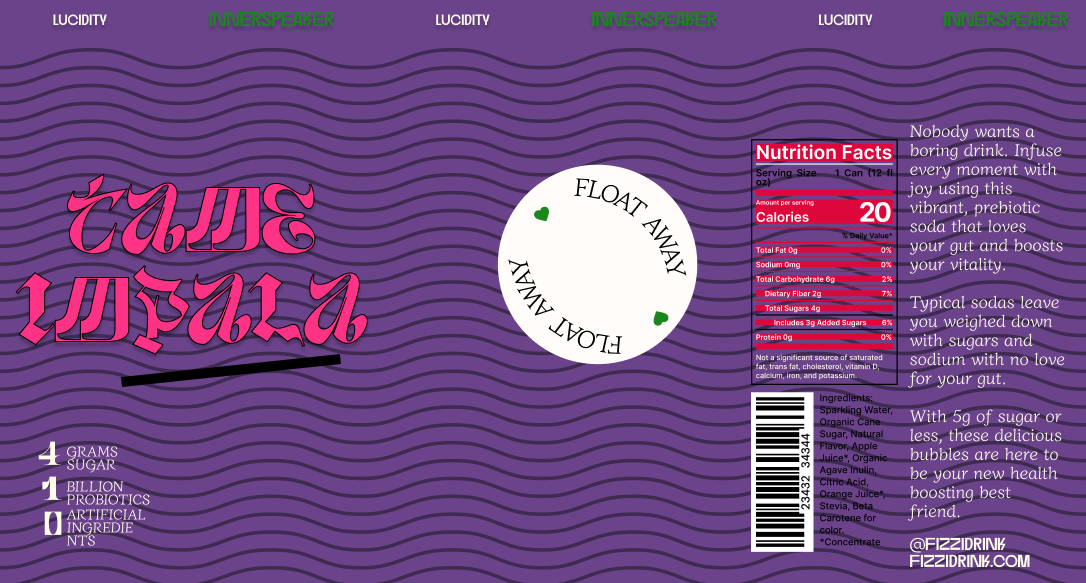 LUCIDITY INNERSPEAKER LUCIDITY INNERSPEAKER LUCIDITY INNERSPEAKER
TAME
IMPALA
4 GRAMS
SUGAR
1 BILLION
PROBIOTICS
0 ARTIFICIAL
INGREDIE
NTS
FLOAT AWAY
FLOAT AWAY
Nutrition Facts
Serving Size 1 Can (12 fl
oz)
Amount per serving
Calories 20
% Daily Value*
Total Fat 0g 0%
Sodium 0mg 0%
Total Carbohydrate 6g 2%
Dietary Fiber 2g 7%
Total Sugars 4g
Includes 3g Added Sugars 6%
Protein 0g 0%
Not a significant source of saturated
fat, trans fat, cholesterol, vitamin D,
calcium, iron, and potassium.
23432 34344
Ingredients:
Sparkling Water,
Organic Cane
Sugar, Natural
Flavor, Apple
Juice*, Organic
Agave Inulin,
Citric Acid,
Orange Juice*,
Stevia, Beta
Carotene for
color.
*Concentrate
Nobody wants a
boring drink. Infuse
every moment with
joy using this
vibrant, prebiotic
soda that loves
your gut and boosts
your vitality.
Typical sodas leave
you weighed down
with sugars and
sodium with no love
for your gut.
With 5g of sugar or
less, these delicious
bubbles are here to
be your new health
boosting best
friend.
@FIZZIDRINK
FIZZIDRINK.COM